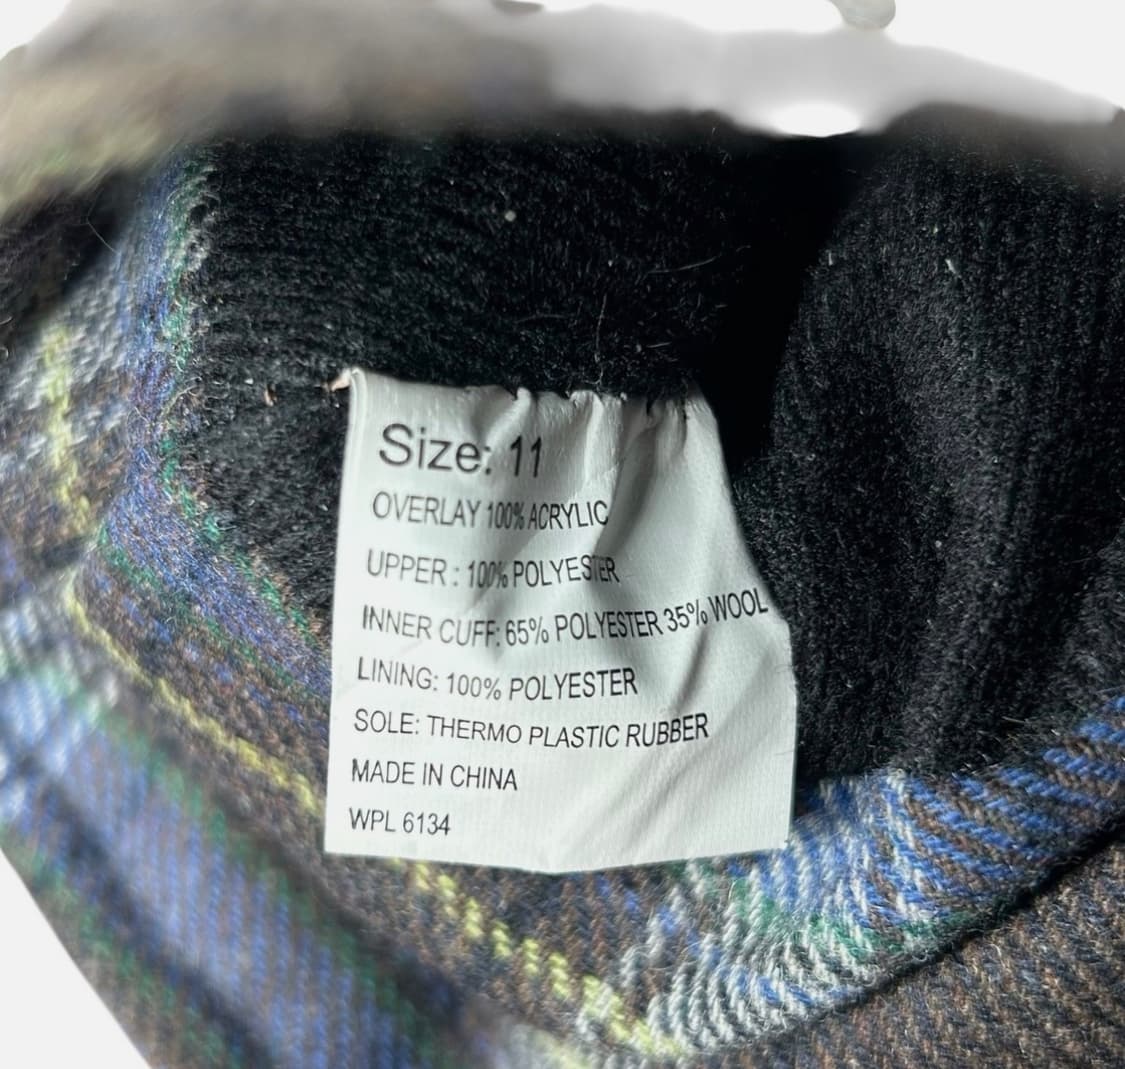 Size: 11
OVERLAY 100% ACRYLIC
UPPER : 100% POLYESTER
INNER CUFF: 65% POLYESTER 35% WOOL
LINING: 100% POLYESTER
SOLE: THERMO PLASTIC RUBBER
MADE IN CHINA
WPL 6134